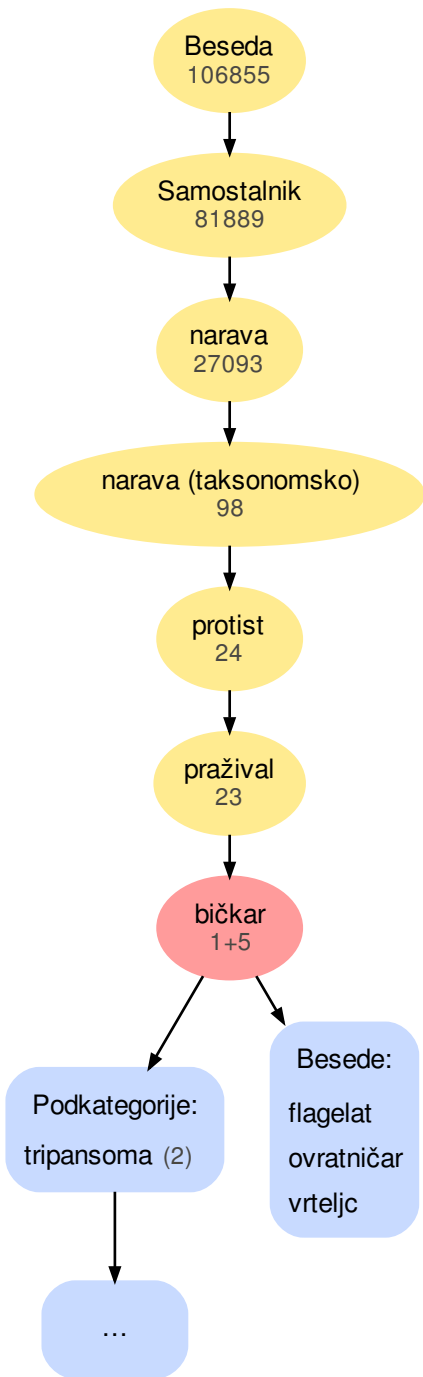 Beseda
106855
Samostalnik
81889
narava
27093
narava (taksonomsko)
98
protist
24
pražival
23
bičkar
1+5
Podkategorije:
tripansoma (2)
...
Besede:
flagelat
ovratničar
vrteljc